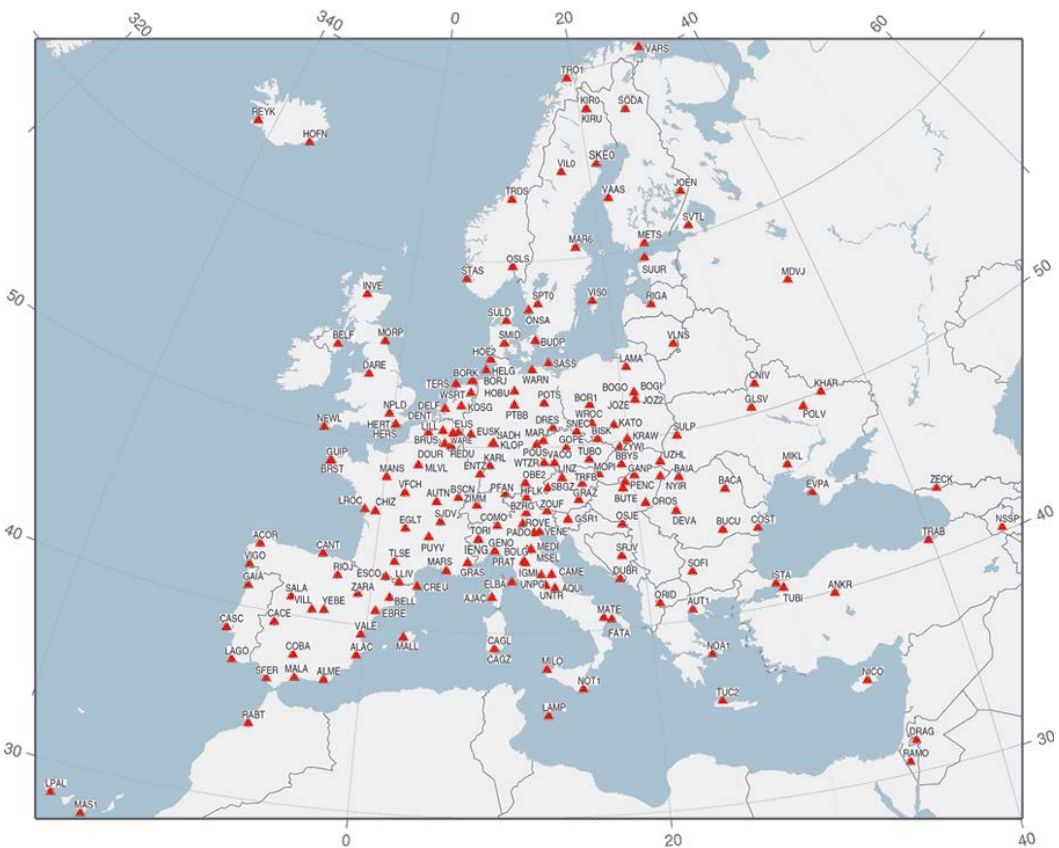 320
340
0
20
40
60
VARS
TRO1
KIR0
SODA
KIRU
REYK
HOFN
SKE0
VIL0
JOEN
VAAS
TRDS
SVTL
METS
MAR6
OSLS
SUUR
STAS
MDVJ
50
INVE
VIS0
SPT0
RIGA
50
SULD
ONSA
MORP
BELF
SMID
BUDP
VLNS
HOE2
LAMA
SASS
DARE
HELG
BORK
BORJ
WARN
TERS
CNIV
KHAR
BOGO
BOGI
WSRT
HOBU
POTS
BOR1
JOZE
JOZ2
GLSV
NPLD
DELF
KOSG
PTBB
WROC
POLV
DENT
NEWL
HERT
HERS
LILL
EUSK
DRES
SNEC
BISK
KATO
SULP
BRUS
WARE
SADH
KLOP
MARJ
GOPE
KRAW
ZYWI
GUIP
BRST
DOUR
REDU
POUS
TUBO
BBYS
UZHL
MIKL
MANS
MLVL
ENTZ
KARL
WTZR
VACO
LINZ
MOPI
GANP
BAIA
BACA
EVPA
ZECK
VFCH
OBE2
TRFB
PENC
NYIR
LROC
CHIZ
AUTN
BSCN
PFAN
HFLK
SBGZ
GRAZ
BUTE
OROS
ZIMM
BZRG
ZOUF
DEVA
BUCU
COST
NSSP
EGLT
SJDV
COMO
ROVE
GSR1
OSJE
40
40
ACOR
TORI
PADO
VENE
TRAB
CANT
PUYV
IENG
GENO
BOLG
MEDI
SRJV
VIGO
TLSE
MARS
GRAS
PRAT
MSEL
DUBR
SOFI
RIOJ
ESCO
LLIV
IGMI
CAME
ISTA
GAIA
ANKR
SALA
ZARA
CREU
ELBA
UNPG
AQUI
TUBI
VILL
YEBE
BELL
AJAC
UNTR
ORID
AUT1
CACE
EBRE
MATE
CASC
VALE
FATA
MALL
CAGL
NOA1
COBA
ALAC
CAGZ
LAGO
MILO
NICO
SFER
MALA
ALME
NOT1
TUC2
RABT
LAMP
DRAG
30
30
RAMO
LPAL
MAS1
0
20
40